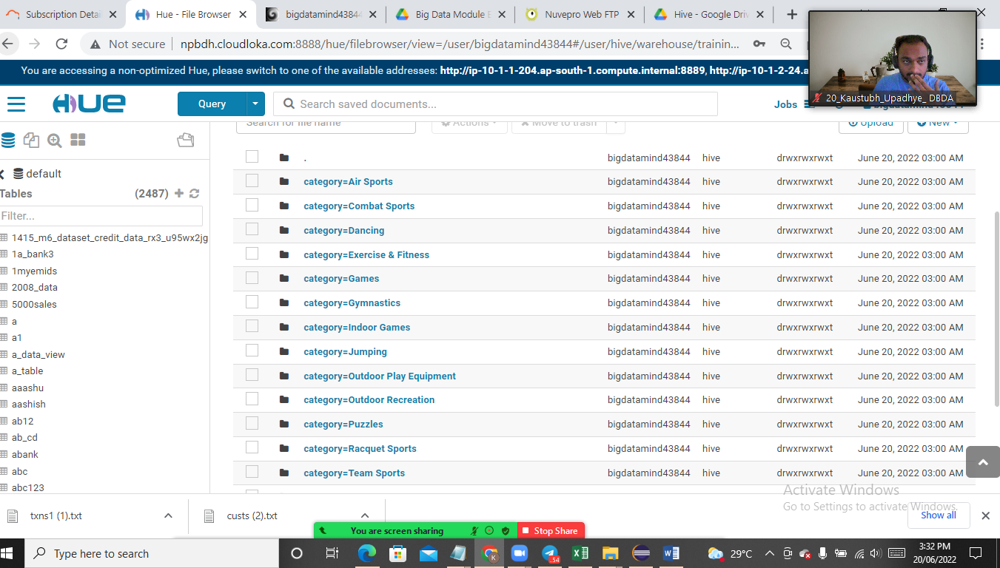 Subscription Detai
Hue - File Browser
bigdatamind4384
Big Data Module E
Nuvepro Web FTP
Hive - Google Driv
Not secure
npbdh.cloudloka.com:8888/hue/filebrowser/view=/user/bigdatamind43844#/user/hive/warehouse/trainin...
You are accessing a non-optimized Hue, please switch to one of the available addresses: http://ip-10-1-1-204.ap-south-1.compute.internal:8889, http://ip-10-1-2-24.a
20_Kaustubh_Upadhye_ DBDA
HUE
Query
Search saved documents...
Jobs
Search for file name
Actions
Move to trash
Upload
New
default
Tables (2487)
Filter...
1415_m6_dataset_credit_data_rx3_u95wx2jg
1a_bank3
1myemids
2008_data
5000sales
a
a1
a_data_view
a_table
aaashu
aashish
ab12
ab_cd
abank
abc
abc123
. bigdatamind43844 hive drwxrwxrwxt June 20, 2022 03:00 AM
category=Air Sports bigdatamind43844 hive drwxrwxrwxt June 20, 2022 03:00 AM
category=Combat Sports bigdatamind43844 hive drwxrwxrwxt June 20, 2022 03:00 AM
category=Dancing bigdatamind43844 hive drwxrwxrwxt June 20, 2022 03:00 AM
category=Exercise & Fitness bigdatamind43844 hive drwxrwxrwxt June 20, 2022 03:00 AM
category=Games bigdatamind43844 hive drwxrwxrwxt June 20, 2022 03:00 AM
category=Gymnastics bigdatamind43844 hive drwxrwxrwxt June 20, 2022 03:00 AM
category=Indoor Games bigdatamind43844 hive drwxrwxrwxt June 20, 2022 03:00 AM
category=Jumping bigdatamind43844 hive drwxrwxrwxt June 20, 2022 03:00 AM
category=Outdoor Play Equipment bigdatamind43844 hive drwxrwxrwxt June 20, 2022 03:00 AM
category=Outdoor Recreation bigdatamind43844 hive drwxrwxrwxt June 20, 2022 03:00 AM
category=Puzzles bigdatamind43844 hive drwxrwxrwxt June 20, 2022 03:00 AM
category=Racquet Sports bigdatamind43844 hive drwxrwxrwxt June 20, 2022 03:00 AM
category=Team Sports bigdatamind43844 hive drwxrwxrwxt June 20, 2022 03:00 AM
Activate Windows
Go to Settings to activate Windows.
txns1 (1).txt
custs (2).txt
Show all
You are screen sharing
Stop Share
Type here to search
.54
K
29°C
3:32 PM
20/06/2022